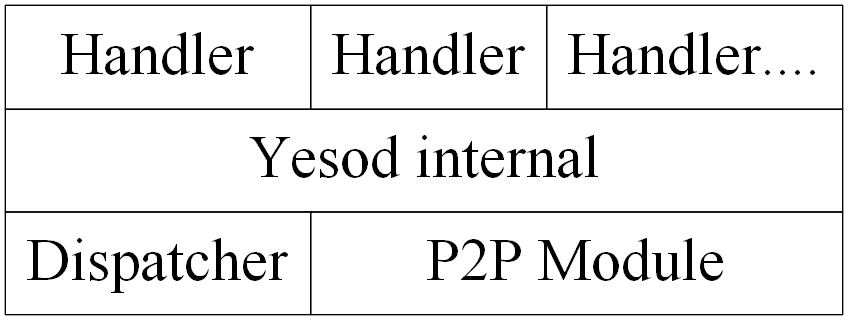 Handler Handler Handler....
Yesod internal
Dispatcher P2P Module